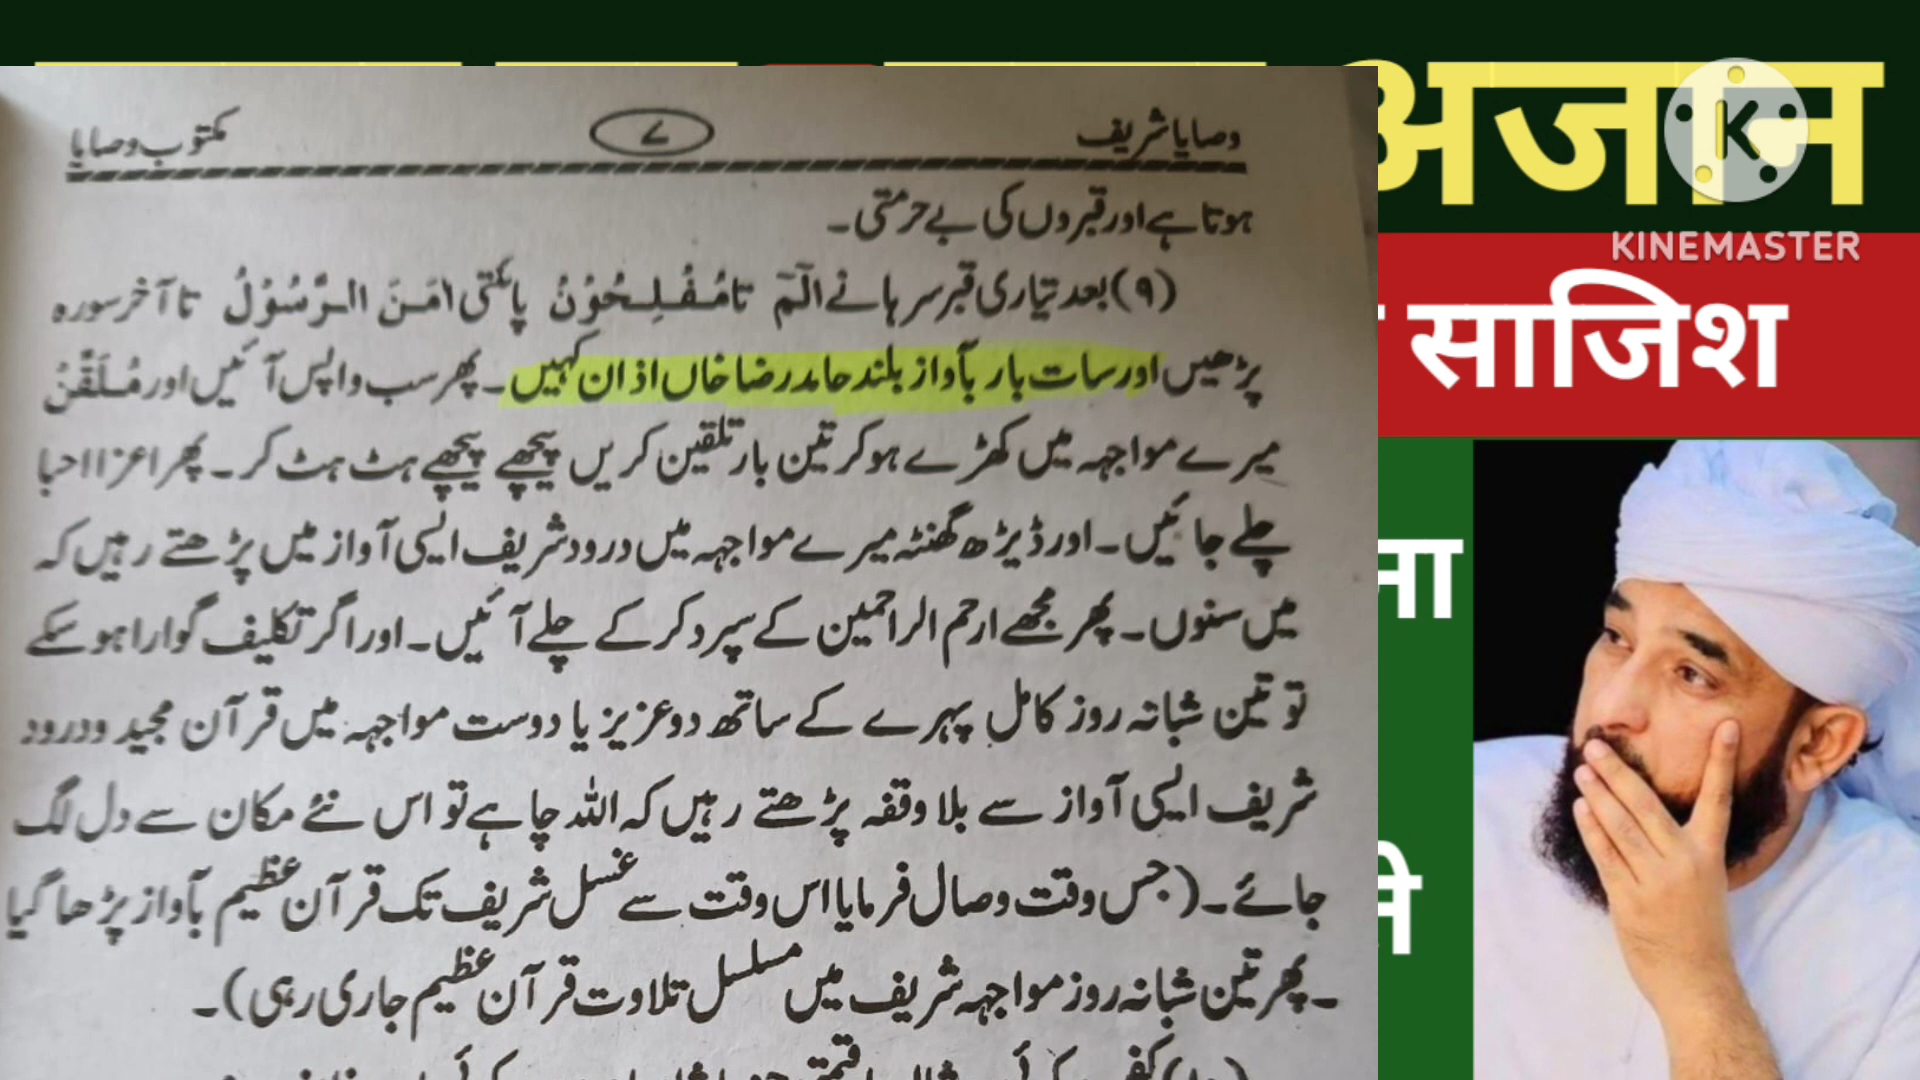 وصایا شریف ۷ مکتوب وصایا
ہوتا ہے اور قبروں کی بے حرمتی۔
(۹) بعد تیاری قبر سرہانے الٓمٓ تا مُفْلِحُوْنُ پائنتی اٰمَنَ الرَّسُوْلُ تا آخر سورہ
پڑھیں اور سات بار بآواز بلند حامد رضا خاں اذان کہیں۔ پھر سب واپس آئیں اور مُلَقِّنُ
میرے مواجہہ میں کھڑے ہو کر تین بار تلقین کریں پیچھے پیچھے ہٹ ہٹ کر۔ پھر اعزا احبا
چلے جائیں۔ اور ڈیڑھ گھنٹہ میرے مواجہہ میں درود شریف ایسی آواز میں پڑھتے رہیں کہ
میں سنوں۔ پھر مجھے ارحم الراحمین کے سپرد کر کے چلے آئیں۔ اور اگر تکلیف گوارا ہو سکے
تو تین شبانہ روز کامل پہرے کے ساتھ دو عزیز یا دوست مواجہہ میں قرآن مجید و درود
شریف ایسی آواز سے بلا وقفہ پڑھتے رہیں کہ اللہ چاہے تو اس نئے مکان سے دل لگ
جائے۔ (جس وقت وصال فرمایا اس وقت سے غسل شریف تک قرآن عظیم بآواز پڑھا گیا
۔ پھر تین شبانہ روز مواجہہ شریف میں مسلسل تلاوت قرآن عظیم جاری رہی)۔
अजान
KINEMASTER
साजिश